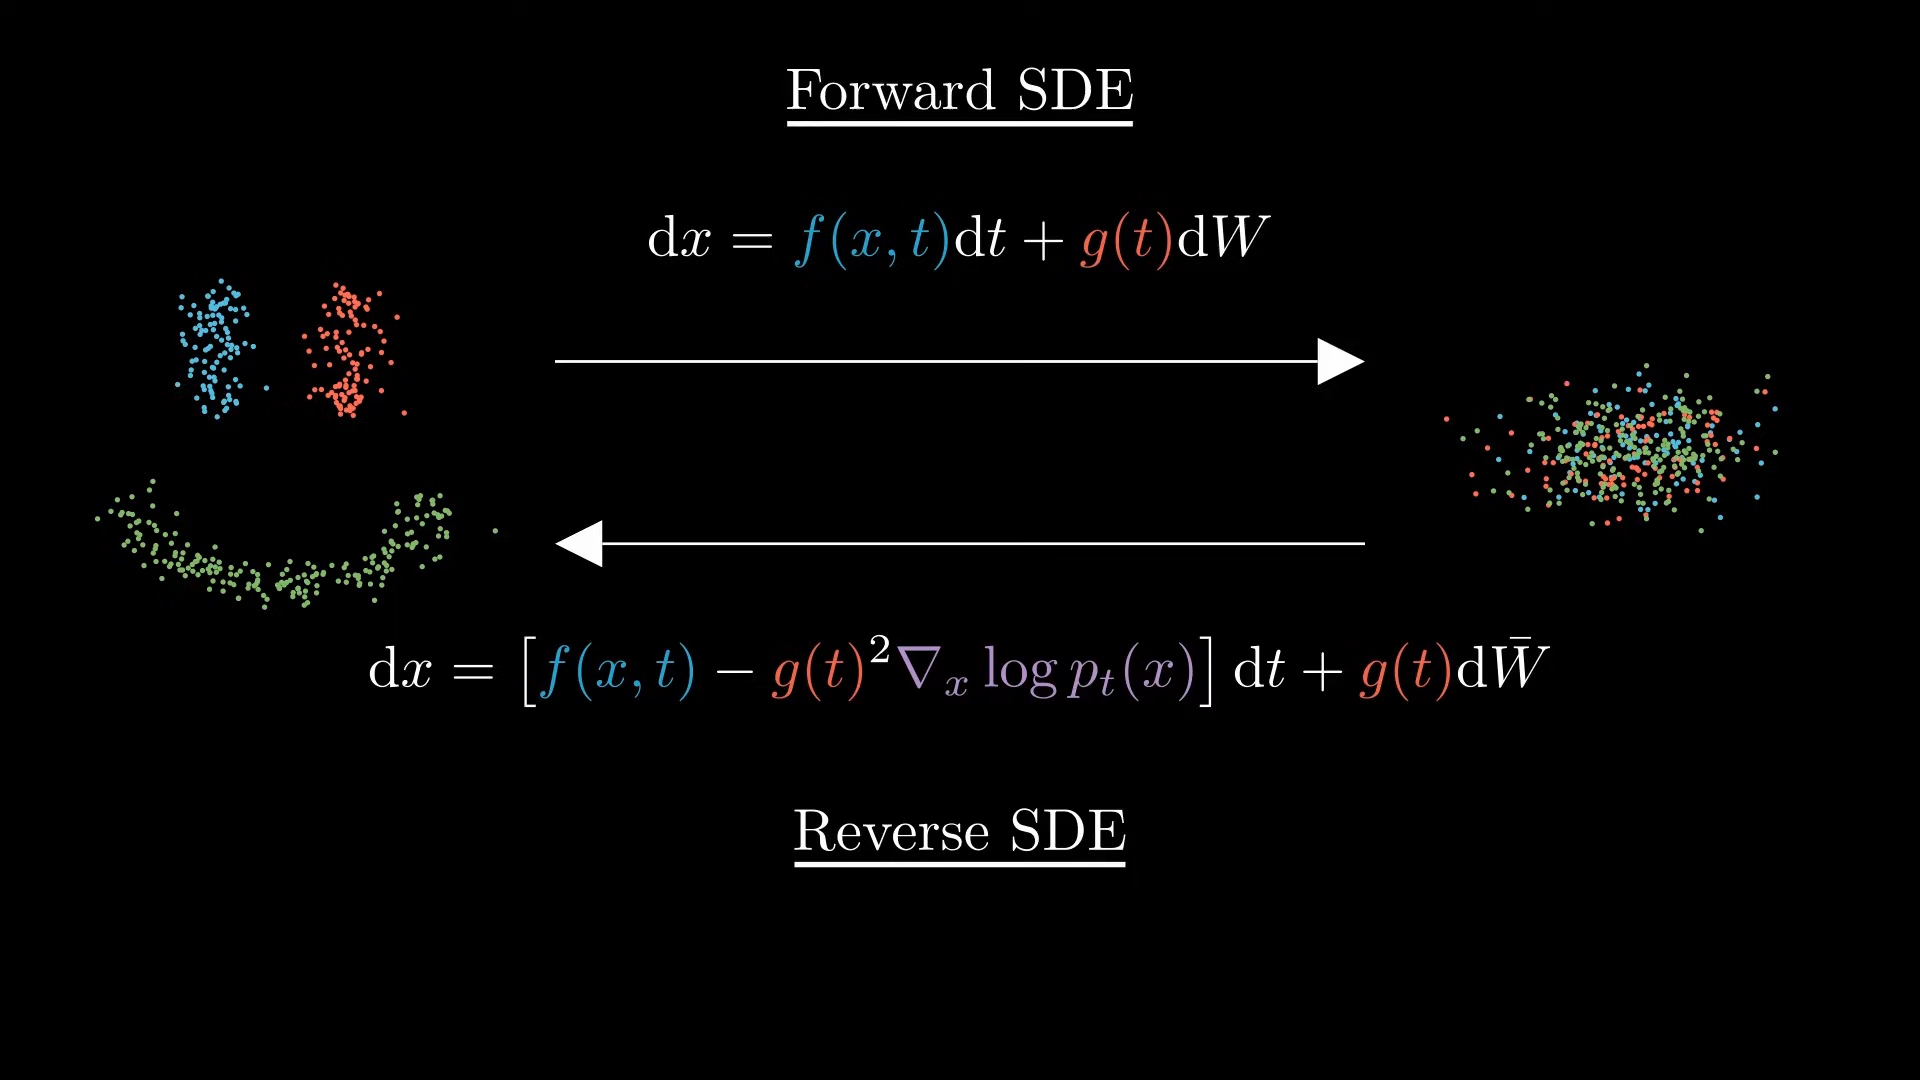 Forward SDE
dx = f(x, t)dt + g(t)dW
dx = [f(x, t) − g(t)²∇ₓ log pₜ(x)] dt + g(t)dW̄
Reverse SDE